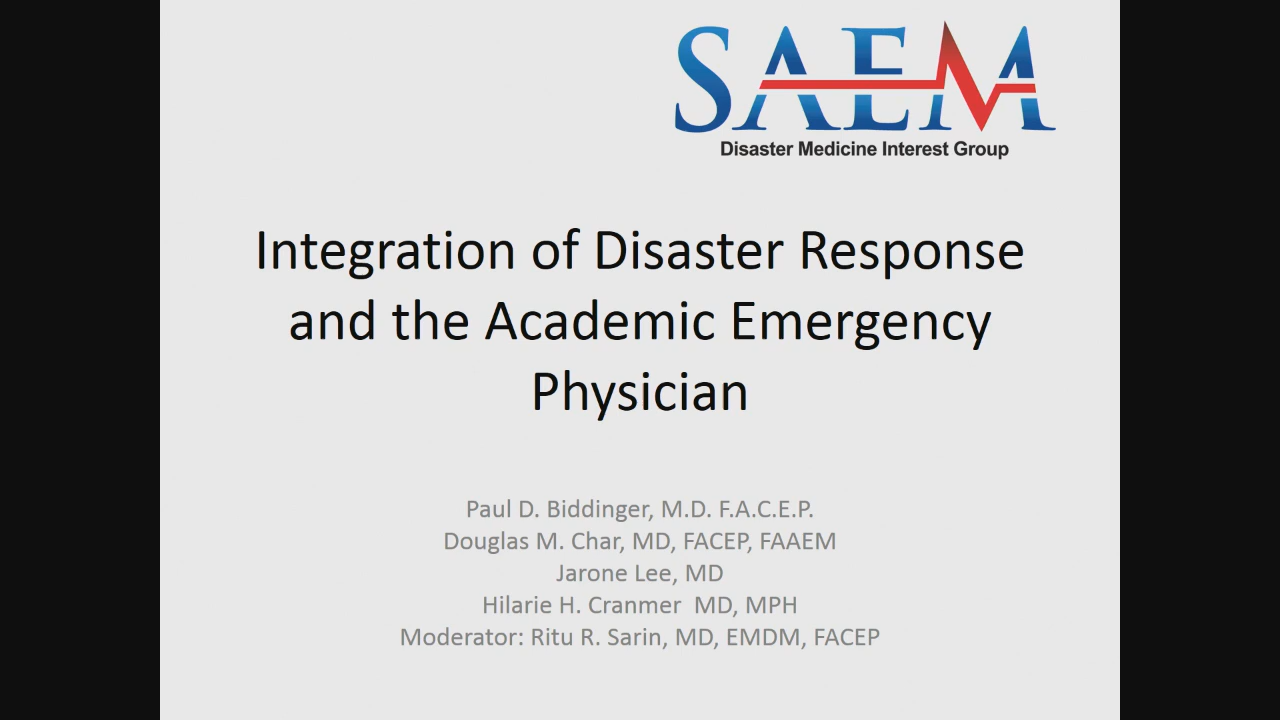 SAEM
Disaster Medicine Interest Group
Integration of Disaster Response
and the Academic Emergency
Physician
Paul D. Biddinger, M.D. F.A.C.E.P.
Douglas M. Char, MD, FACEP, FAAEM
Jarone Lee, MD
Hilarie H. Cranmer  MD, MPH
Moderator: Ritu R. Sarin, MD, EMDM, FACEP